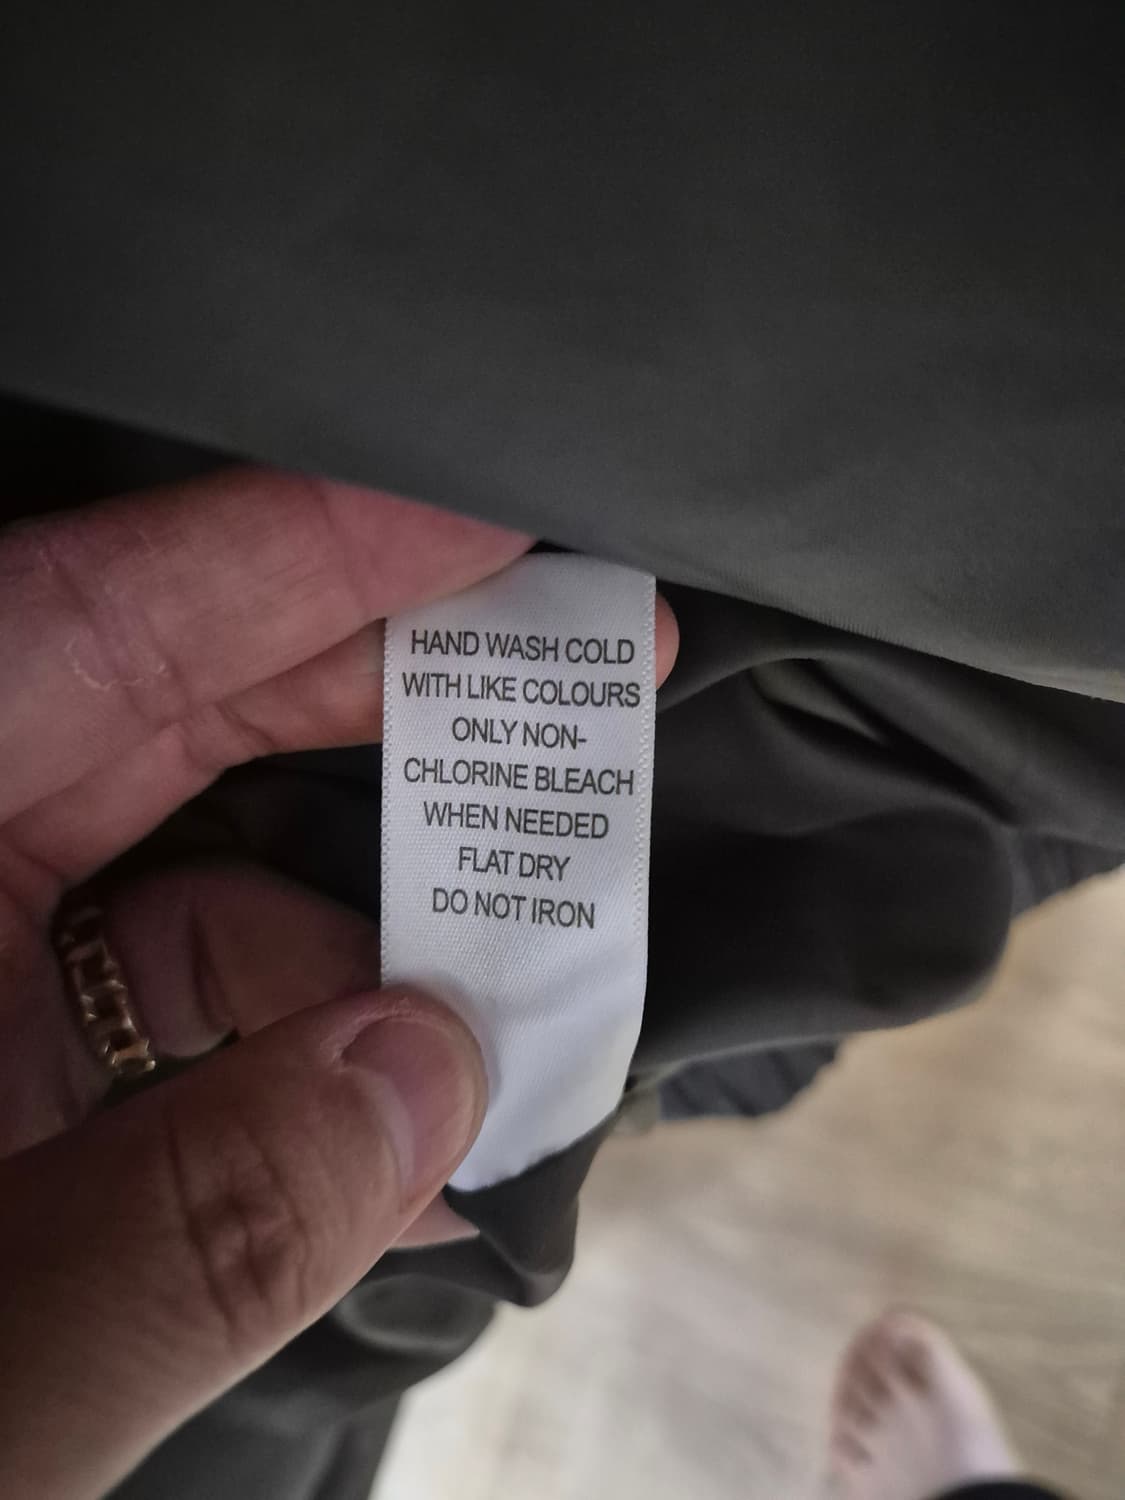 HAND WASH COLD
WITH LIKE COLOURS
ONLY NON-
CHLORINE BLEACH
WHEN NEEDED
FLAT DRY
DO NOT IRON